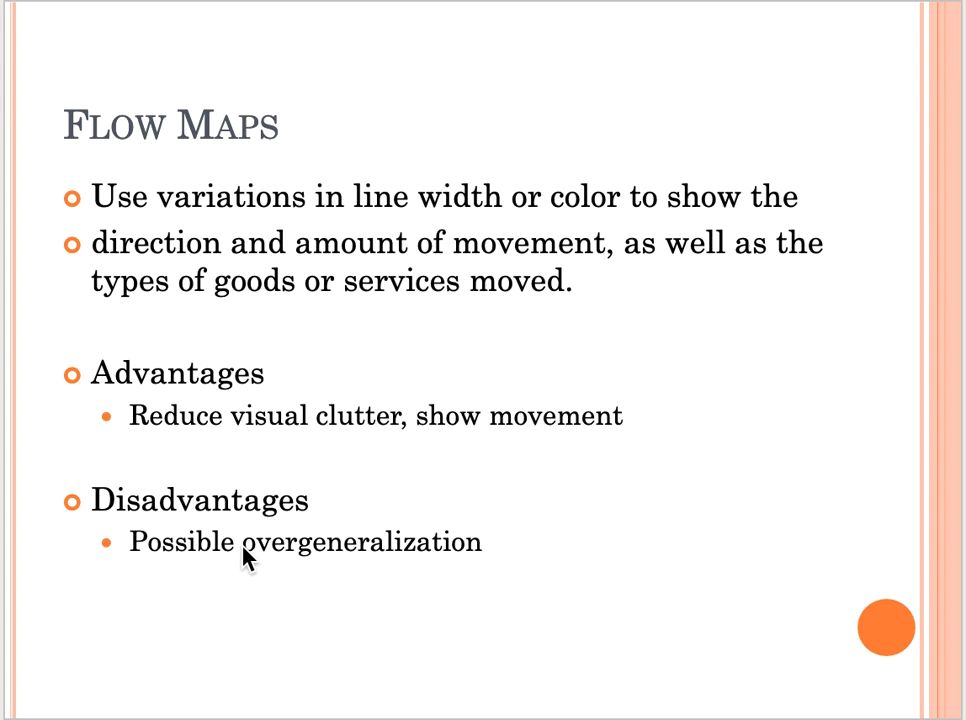 Flow Maps
Use variations in line width or color to show the
direction and amount of movement, as well as the
types of goods or services moved.
Advantages
Reduce visual clutter, show movement
Disadvantages
Possible overgeneralization